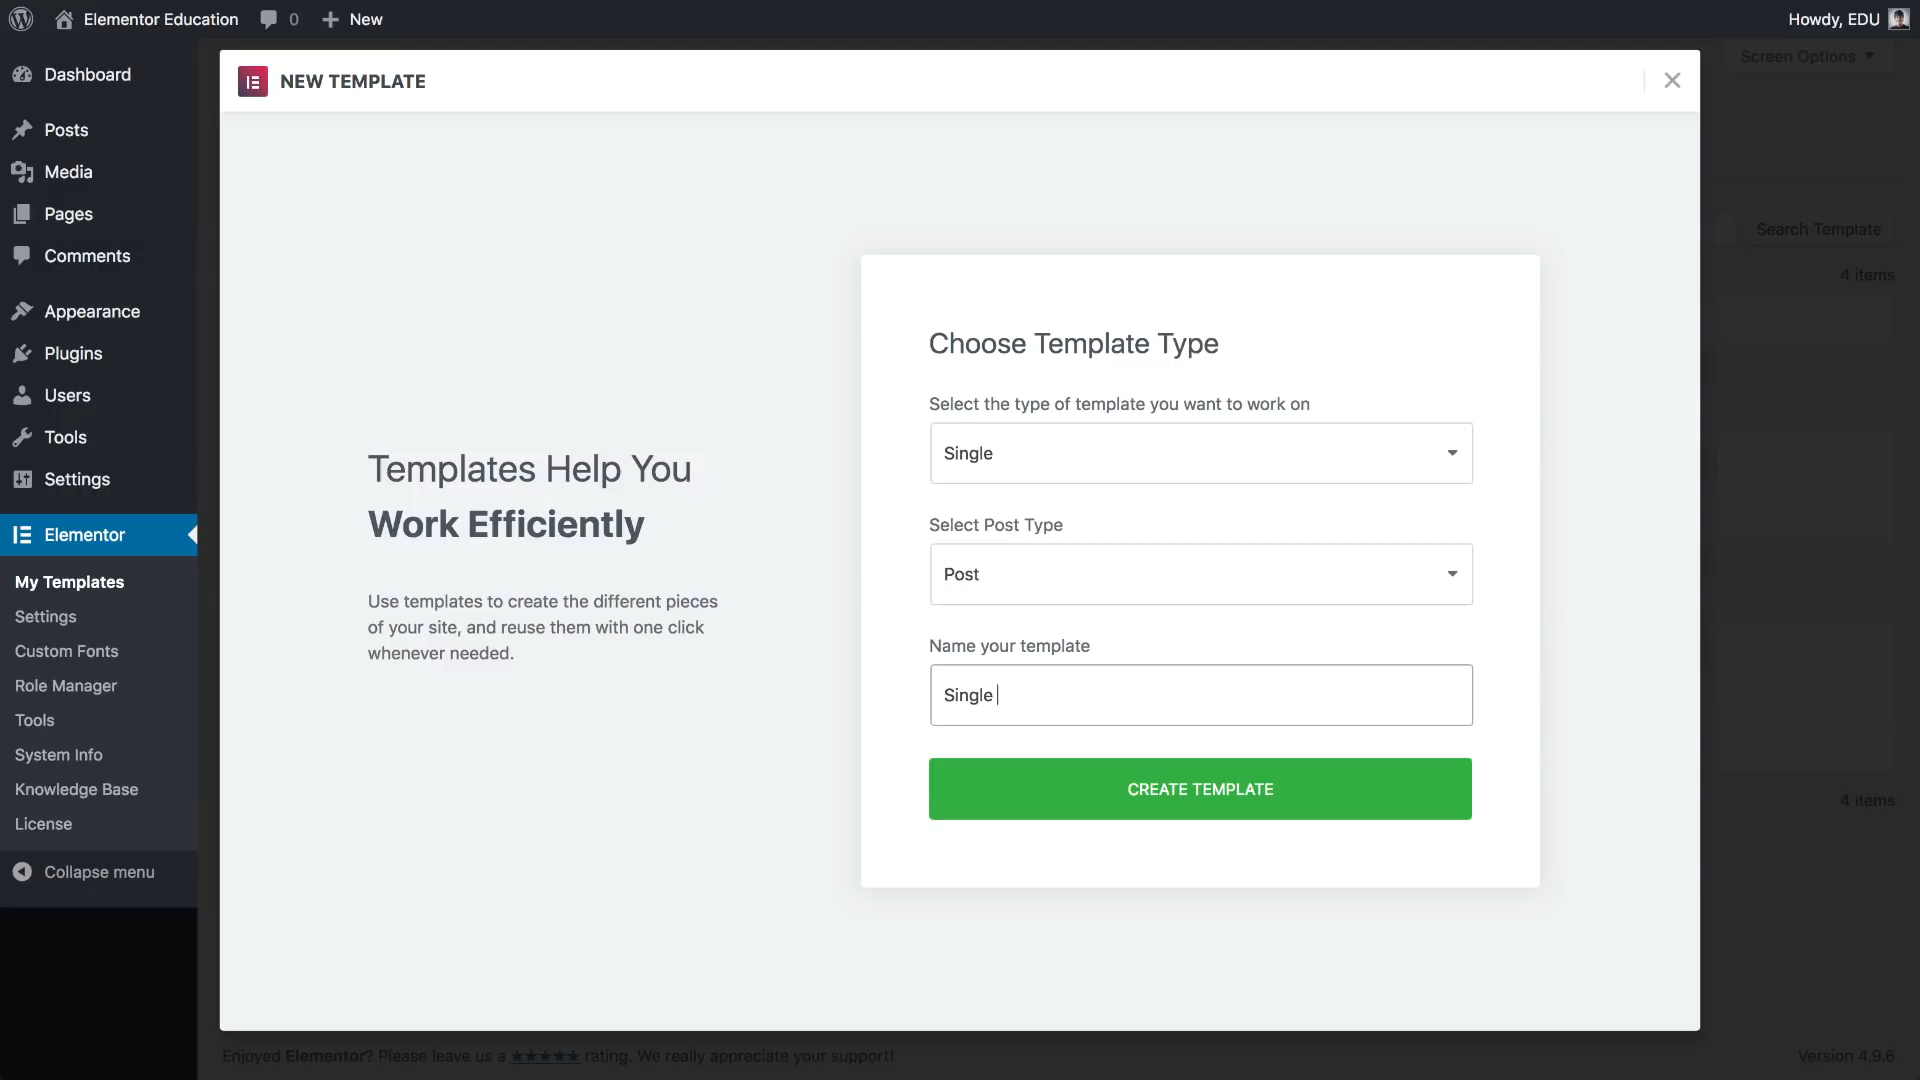 Elementor Education
0
New
Howdy, EDU
Dashboard
Posts
Media
Pages
Comments
Appearance
Plugins
Users
Tools
Settings
Elementor
My Templates
Settings
Custom Fonts
Role Manager
Tools
System Info
Knowledge Base
License
Collapse menu
Screen Options
Search Template
4 items
4 items
NEW TEMPLATE
Templates Help You
Work Efficiently
Use templates to create the different pieces
of your site, and reuse them with one click
whenever needed.
Choose Template Type
Select the type of template you want to work on
Single
Select Post Type
Post
Name your template
Single
CREATE TEMPLATE
Enjoyed Elementor? Please leave us a ★★★★★ rating. We really appreciate your support!
Version 4.9.6